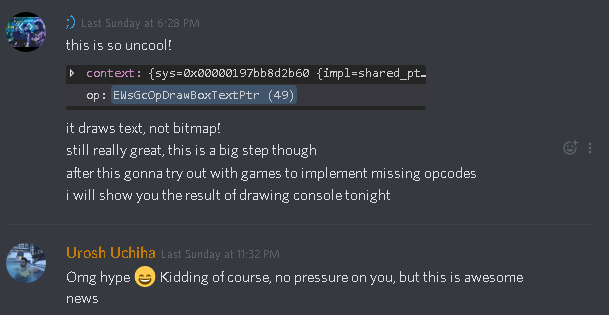 ;) Last Sunday at 6:28 PM
this is so uncool!
context: {sys=0x00000197bb8d2b60 {impl=shared_pt...
op: EWsGcOpDrawBoxTextPtr (49)
it draws text, not bitmap!
still really great, this is a big step though
after this gonna try out with games to implement missing opcodes
i will show you the result of drawing console tonight
Urosh Uchiha Last Sunday at 11:32 PM
Omg hype 😄 Kidding of course, no pressure on you, but this is awesome
news